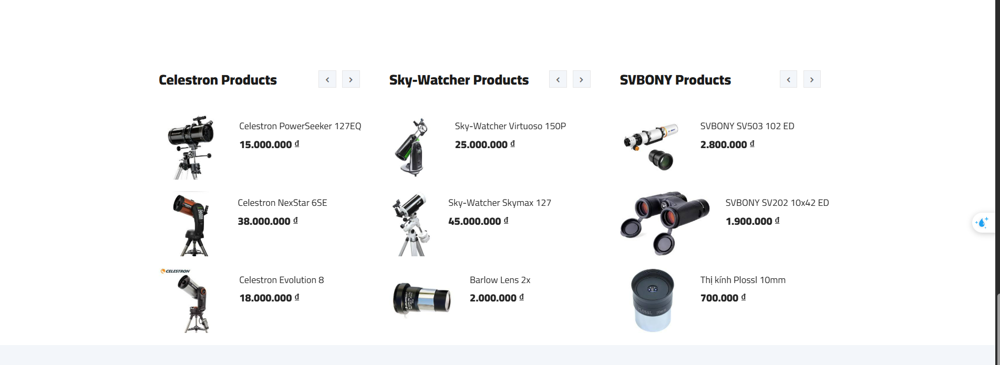 Celestron Products
Celestron PowerSeeker 127EQ
15.000.000 ₫
Celestron NexStar 6SE
38.000.000 ₫
CELESTRON
Celestron Evolution 8
18.000.000 ₫
Sky-Watcher Products
Sky-Watcher Virtuoso 150P
25.000.000 ₫
Sky-Watcher Skymax 127
45.000.000 ₫
Barlow Lens 2x
2.000.000 ₫
SVBONY Products
SVBONY SV503 102 ED
2.800.000 ₫
SVBONY SV202 10x42 ED
1.900.000 ₫
Thị kính Plossl 10mm
700.000 ₫
PLOSSL 10mm